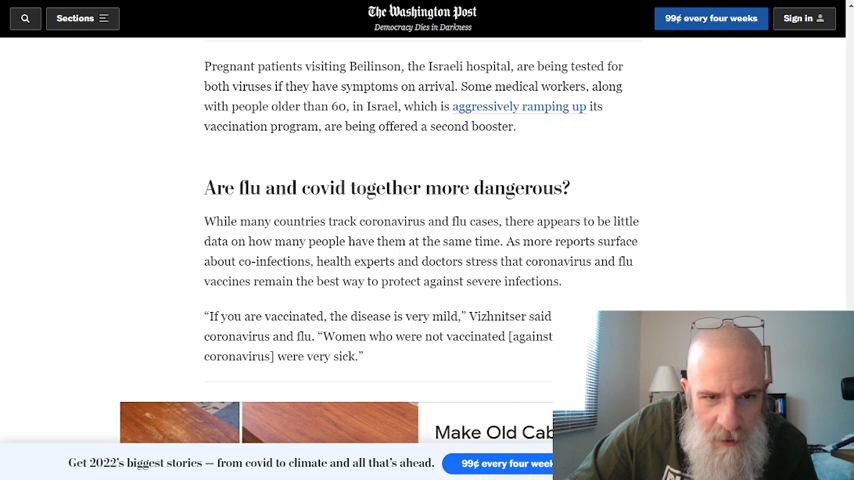 Sections
The Washington Post
Democracy Dies in Darkness
99¢ every four weeks
Sign in
Pregnant patients visiting Beilinson, the Israeli hospital, are being tested for
both viruses if they have symptoms on arrival. Some medical workers, along
with people older than 60, in Israel, which is aggressively ramping up its
vaccination program, are being offered a second booster.
Are flu and covid together more dangerous?
While many countries track coronavirus and flu cases, there appears to be little
data on how many people have them at the same time. As more reports surface
about co-infections, health experts and doctors stress that coronavirus and flu
vaccines remain the best way to protect against severe infections.
“If you are vaccinated, the disease is very mild,” Vizhnitser said
coronavirus and flu. “Women who were not vaccinated [against
coronavirus] were very sick.”
Make Old Cab
Get 2022’s biggest stories — from covid to climate and all that’s ahead.
99¢ every four week